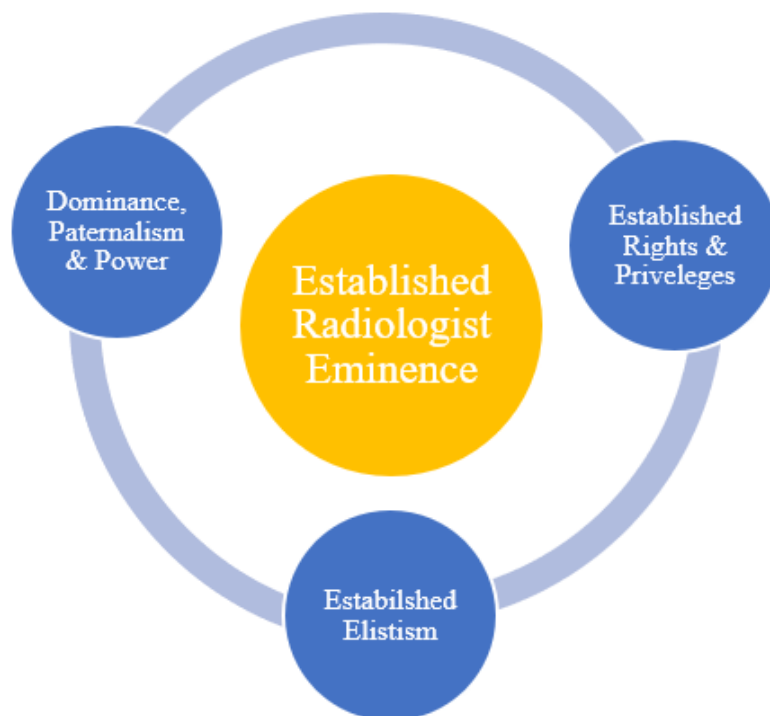 Dominance,
Paternalism
& Power
Established
Rights &
Priveleges
Established
Radiologist
Eminence
Estabilshed
Elistism